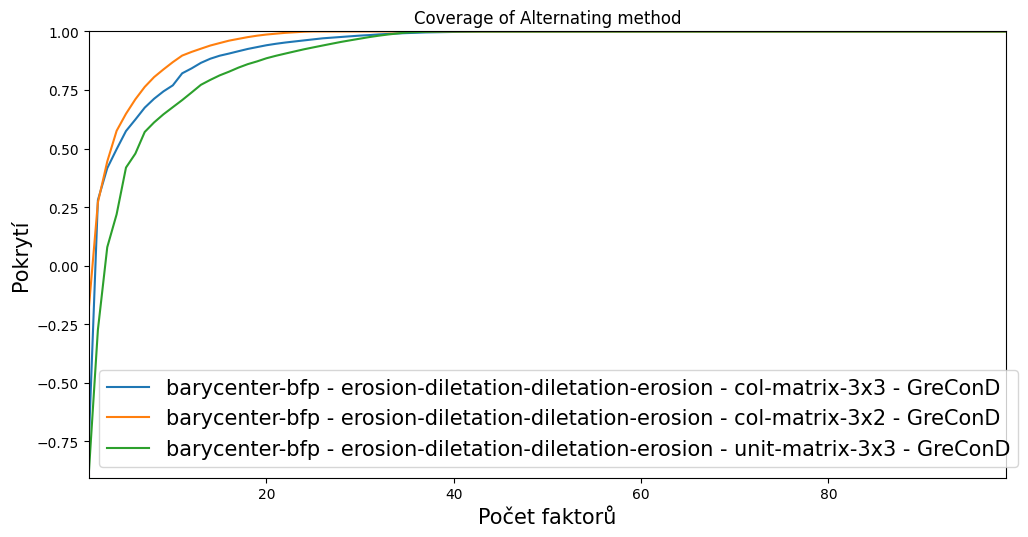 Coverage of Alternating method
1.00
0.75
0.50
0.25
0.00
−0.25
−0.50
−0.75
Pokrytí
barycenter-bfp - erosion-diletation-diletation-erosion - col-matrix-3x3 - GreConD
barycenter-bfp - erosion-diletation-diletation-erosion - col-matrix-3x2 - GreConD
barycenter-bfp - erosion-diletation-diletation-erosion - unit-matrix-3x3 - GreConD
20 40 60 80
Počet faktorů